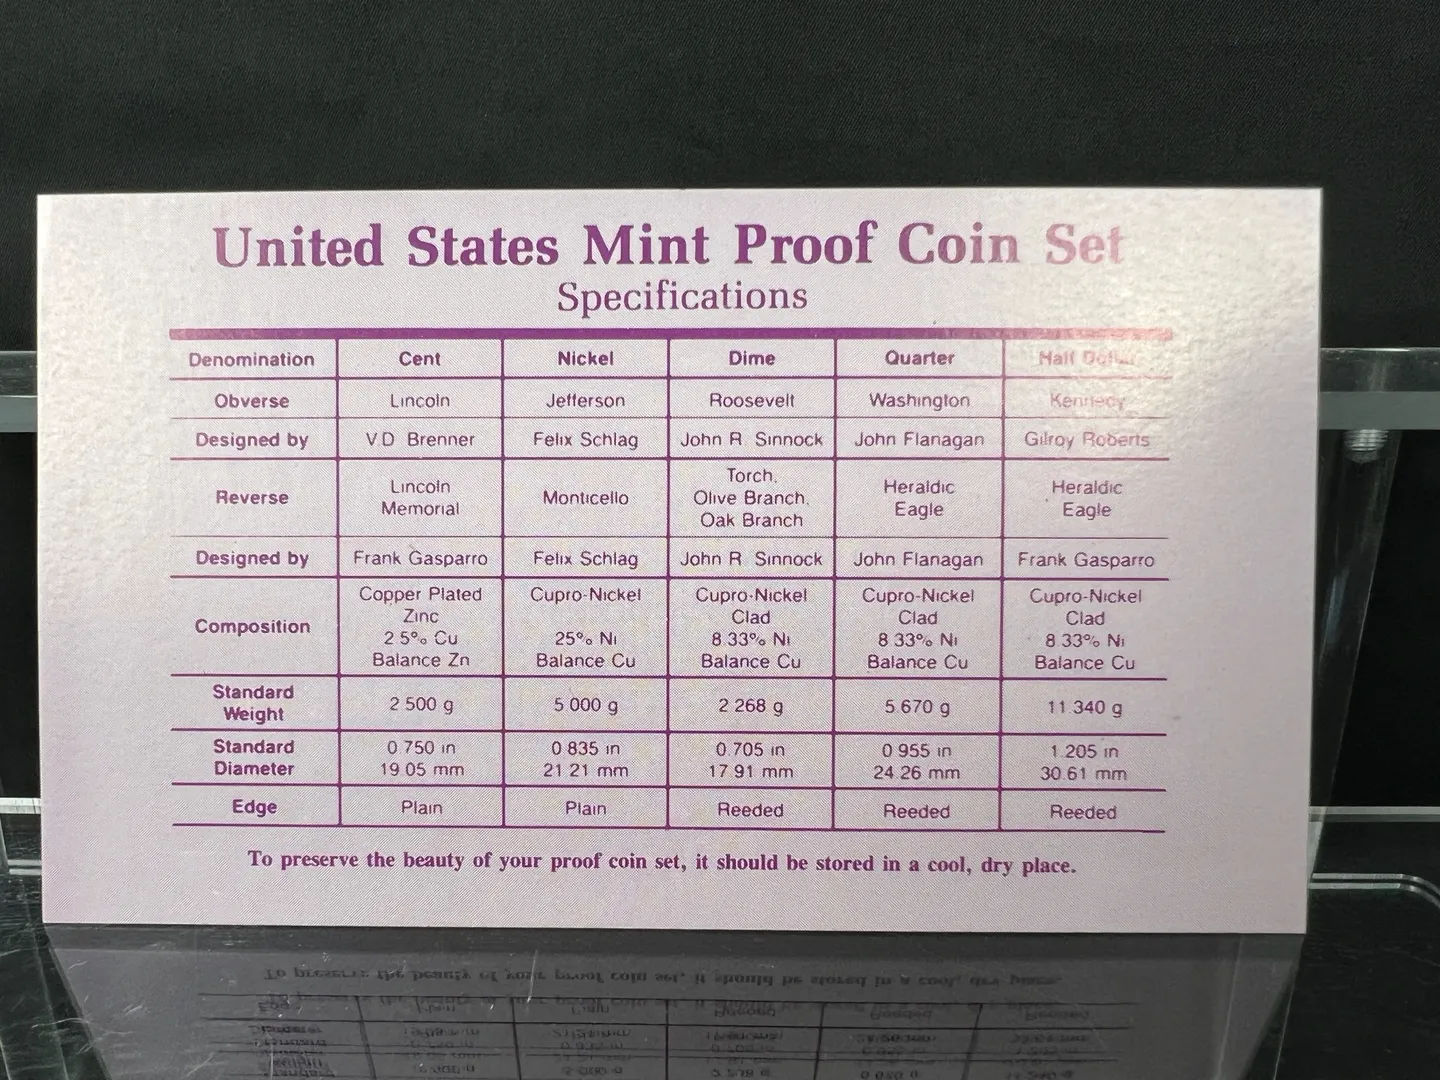 United States Mint Proof Coin Set
Specifications
Denomination Cent Nickel Dime Quarter Half Dollar
Obverse Lincoln Jefferson Roosevelt Washington Kennedy
Designed by V.D. Brenner Felix Schlag John R. Sinnock John Flanagan Gilroy Roberts
Reverse Lincoln Memorial Monticello Torch, Olive Branch, Oak Branch Heraldic Eagle Heraldic Eagle
Designed by Frank Gasparro Felix Schlag John R. Sinnock John Flanagan Frank Gasparro
Composition Copper Plated Zinc 2.5% Cu Balance Zn Cupro-Nickel 25% Ni Balance Cu Cupro-Nickel Clad 8.33% Ni Balance Cu Cupro-Nickel Clad 8.33% Ni Balance Cu Cupro-Nickel Clad 8.33% Ni Balance Cu
Standard Weight 2.500 g 5.000 g 2.268 g 5.670 g 11.340 g
Standard Diameter 0.750 in 19.05 mm 0.835 in 21.21 mm 0.705 in 17.91 mm 0.955 in 24.26 mm 1.205 in 30.61 mm
Edge Plain Plain Reeded Reeded Reeded
To preserve the beauty of your proof coin set, it should be stored in a cool, dry place.